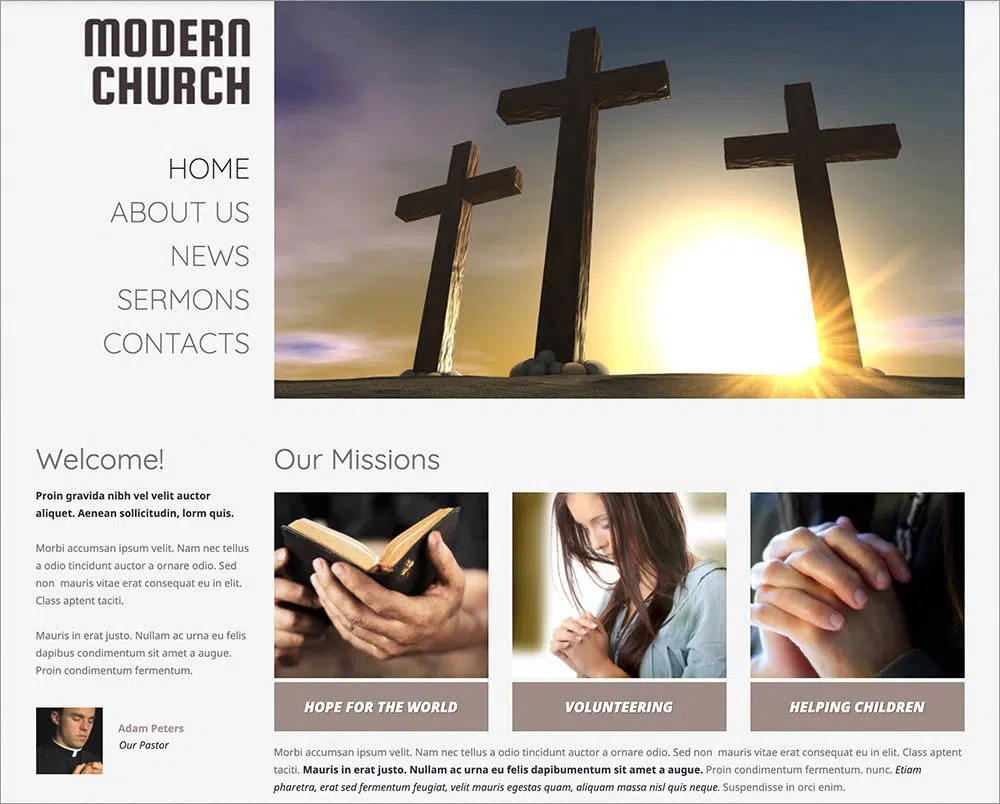 MODERN
CHURCH
HOME
ABOUT US
NEWS
SERMONS
CONTACTS
Welcome!
Proin gravida nibh vel velit auctor
aliquet. Aenean sollicitudin, lorm quis.
Morbi accumsan ipsum velit. Nam nec tellus
a odio tincidunt auctor a ornare odio. Sed
non  mauris vitae erat consequat eu in elit.
Class aptent taciti.
Mauris in erat justo. Nullam ac urna eu felis
dapibus condimentum sit amet a augue.
Proin condimentum fermentum.
Adam Peters
Our Pastor
Our Missions
HOPE FOR THE WORLD
VOLUNTEERING
HELPING CHILDREN
Morbi accumsan ipsum velit. Nam nec tellus a odio tincidunt auctor a ornare odio. Sed non  mauris vitae erat consequat eu in elit. Class aptent
taciti. Mauris in erat justo. Nullam ac urna eu felis dapibumentum sit amet a augue. Proin condimentum fermentum. nunc. Etiam
pharetra, erat sed fermentum feugiat, velit mauris egestas quam, aliquam massa nisl quis neque. Suspendisse in orci enim.